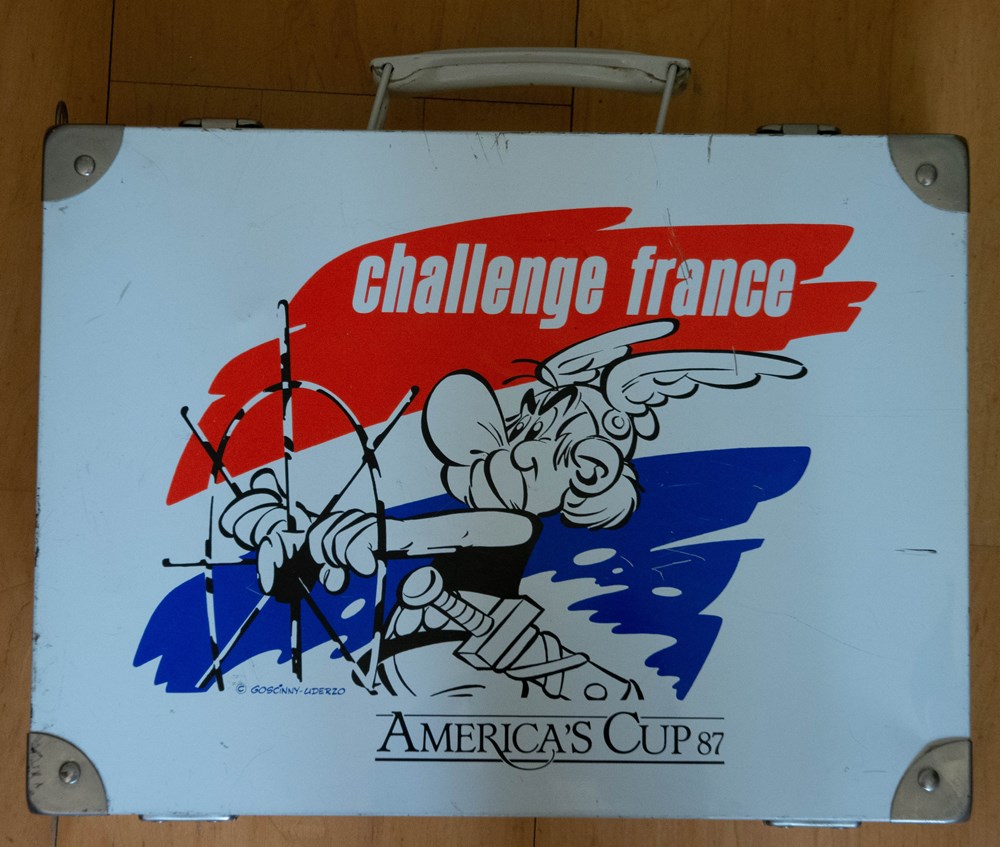 challenge france
© GOSCINNY-UDERZO
AMERICA'S CUP 87